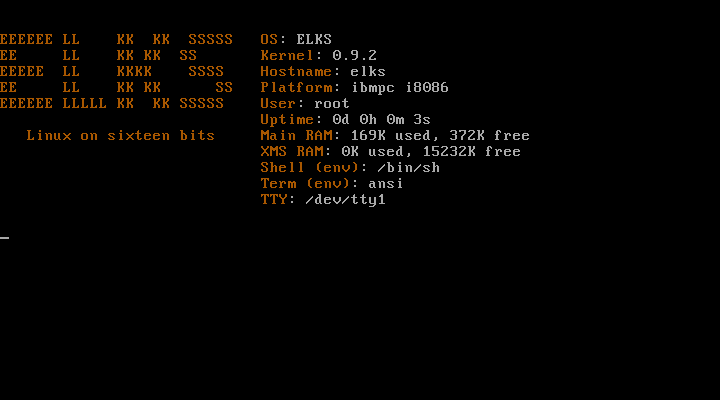 EEEEEE LL    KK  KK  SSSSS   OS: ELKS
EE     LL    KK KK  SS       Kernel: 0.9.2
EEEEE  LL    KKKK    SSSS    Hostname: elks
EE     LL    KK KK      SS   Platform: ibmpc i8086
EEEEEE LLLLL KK  KK SSSSS    User: root
                             Uptime: 0d 0h 0m 3s
   Linux on sixteen bits     Main RAM: 169K used, 372K free
                             XMS RAM: 0K used, 15232K free
                             Shell (env): /bin/sh
                             Term (env): ansi
                             TTY: /dev/tty1